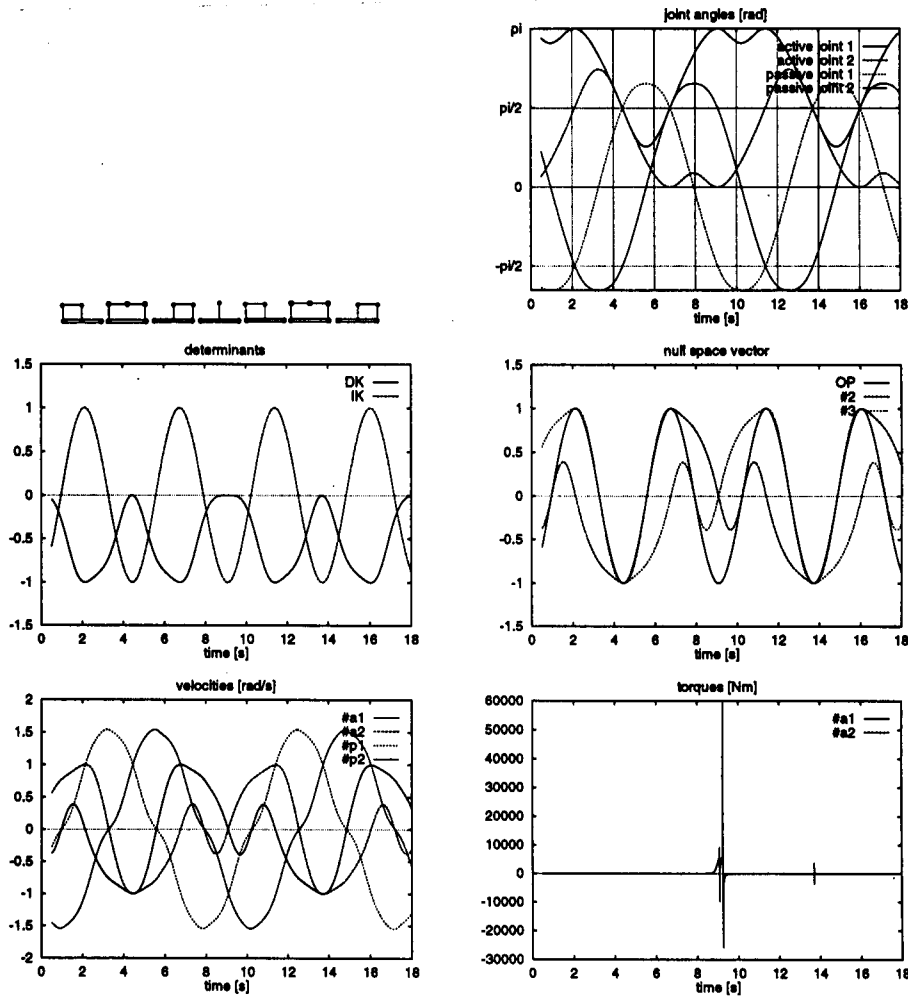 joint angles [rad]
pi
pi/2
0
-pi/2
active joint 1
active joint 2
passive joint 1
passive joint 2
0 2 4 6 8 10 12 14 16 18
time [s]
determinants
1.5
1
0.5
0
-0.5
-1
-1.5
DK
IK
0 2 4 6 8 10 12 14 16 18
time [s]
null space vector
1.5
1
0.5
0
-0.5
-1
-1.5
OP
#2
#3
0 2 4 6 8 10 12 14 16 18
time [s]
velocities [rad/s]
2
1.5
1
0.5
0
-0.5
-1
-1.5
-2
#a1
#a2
#p1
#p2
0 2 4 6 8 10 12 14 16 18
time [s]
torques [Nm]
60000
50000
40000
30000
20000
10000
0
-10000
-20000
-30000
#a1
#a2
0 2 4 6 8 10 12 14 16 18
time [s]